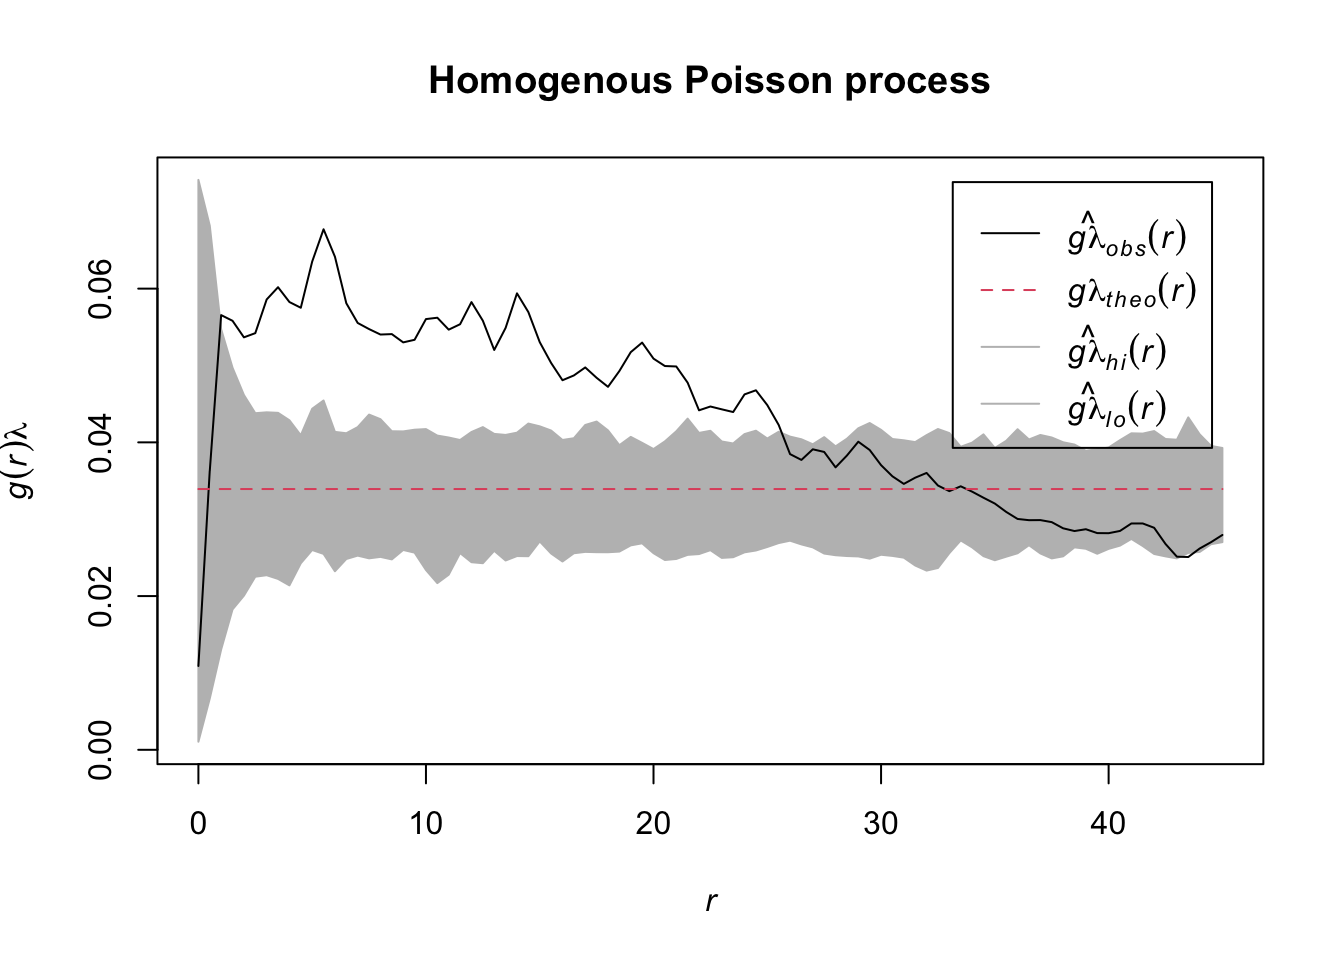 Homogenous Poisson process
g(r)λ
0.06
0.04
0.02
0.00
ĝλ_obs(r)
gλ_theo(r)
ĝλ_hi(r)
ĝλ_lo(r)
0 10 20 30 40
r